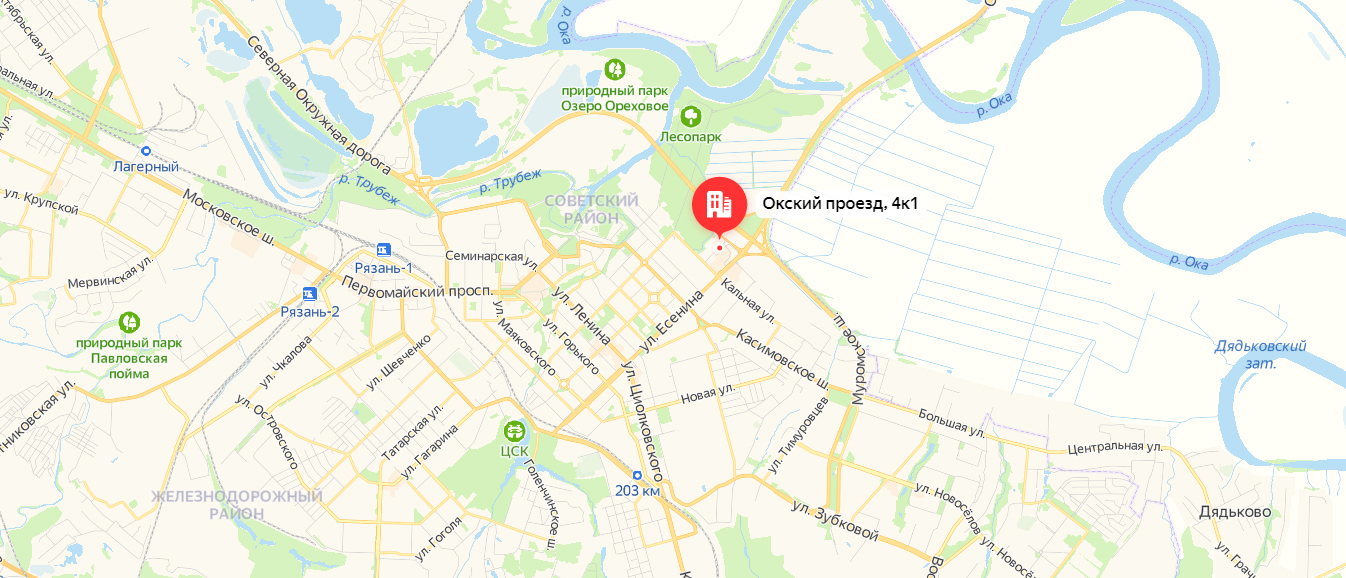 р. Ока
Северная Окружная дорога
природный парк
Озеро Ореховое
р. Ока
Лесопарк
Лагерный
р. Трубеж
р. Трубеж
ул. Крупской
Московское ш.
СОВЕТСКИЙ
РАЙОН
Окский проезд, 4к1
Рязань-1
Семинарская ул.
р. Ока
Мервинская ул.
Первомайский просп.
Рязань-2
Кальная ул.
ул. Ленина
ул. Есенина
ул. Маяковского
ул. Горького
природный парк
Павловская
пойма
ул. Чкалова
ул. Шевченко
Касимовское ш.
Муромское ш.
Дядьковский
зат.
ул. Циолковского
Новая ул.
ул. Островского
Татарская ул.
ул. Гагарина
ул. Тимуровцев
Большая ул.
Центральная ул.
ЦСК
Голенчинское ш.
203 км
ЖЕЛЕЗНОДОРОЖНЫЙ
РАЙОН
ул. Новосёлов
ул. Зубковой
Дядьково
ул. Гоголя
ул. Новосёлов